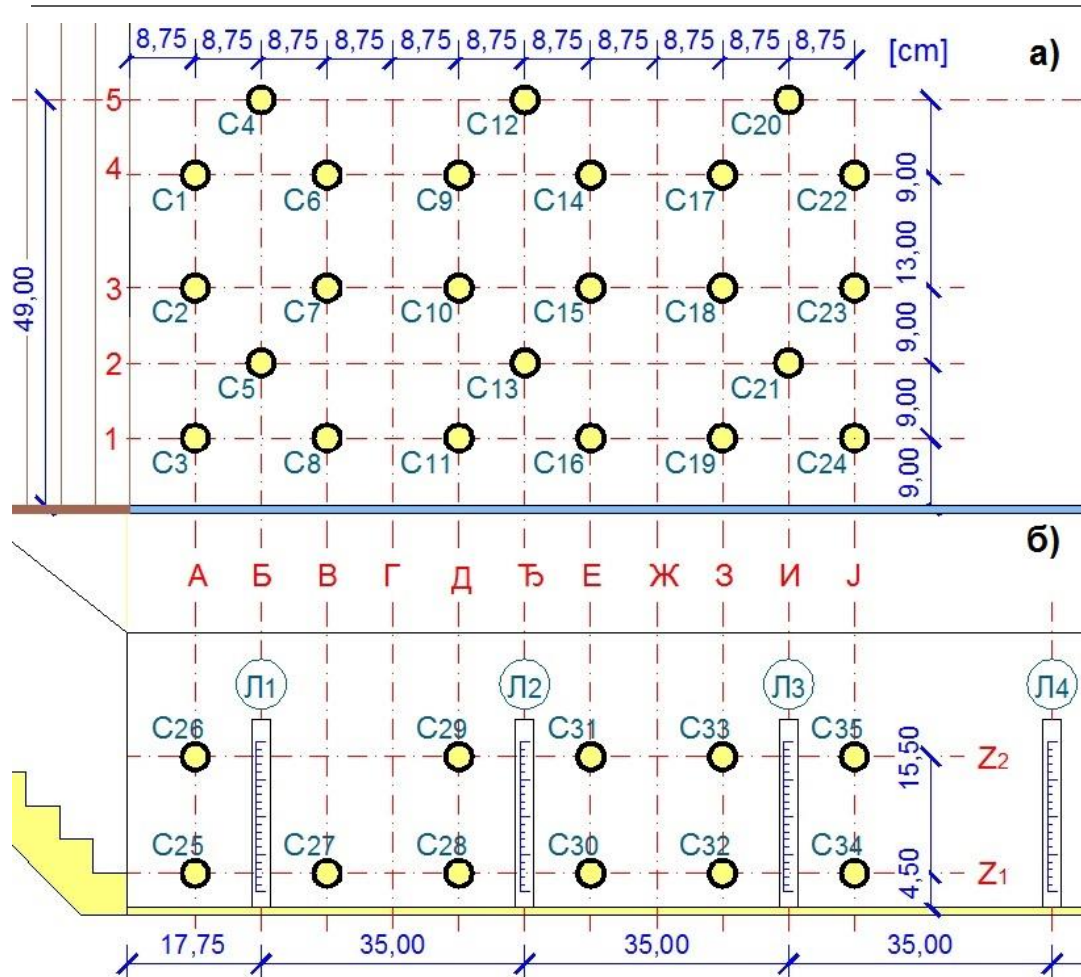 8,75 8,75 8,75 8,75 8,75 8,75 8,75 8,75 8,75 8,75 8,75 [cm] а)
5
C4 C12 C20
4
C1 C6 C9 C14 C17 C22
9,00
49,00
13,00
3
C2 C7 C10 C15 C18 C23
9,00
2
C5 C13 C21
9,00
1
C3 C8 C11 C16 C19 C24
9,00
б)
А Б В Г Д Ђ Е Ж З И Ј
Л1 Л2 Л3 Л4
C26 C29 C31 C33 C35
15,50
Z2
C25 C27 C28 C30 C32 C34
4,50
Z1
17,75 35,00 35,00 35,00